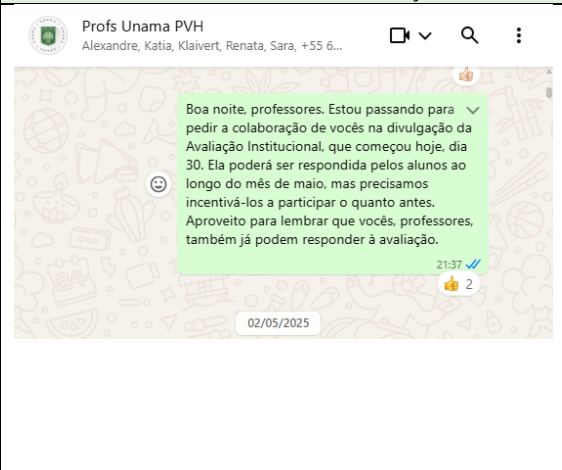 Profs Unama PVH
Alexandre, Katia, Klaivert, Renata, Sara, +55 6...
Boa noite, professores. Estou passando para
pedir a colaboração de vocês na divulgação da
Avaliação Institucional, que começou hoje, dia
30. Ela poderá ser respondida pelos alunos ao
longo do mês de maio, mas precisamos
incentivá-los a participar o quanto antes.
Aproveito para lembrar que vocês, professores,
também já podem responder à avaliação.
21:37
2
02/05/2025